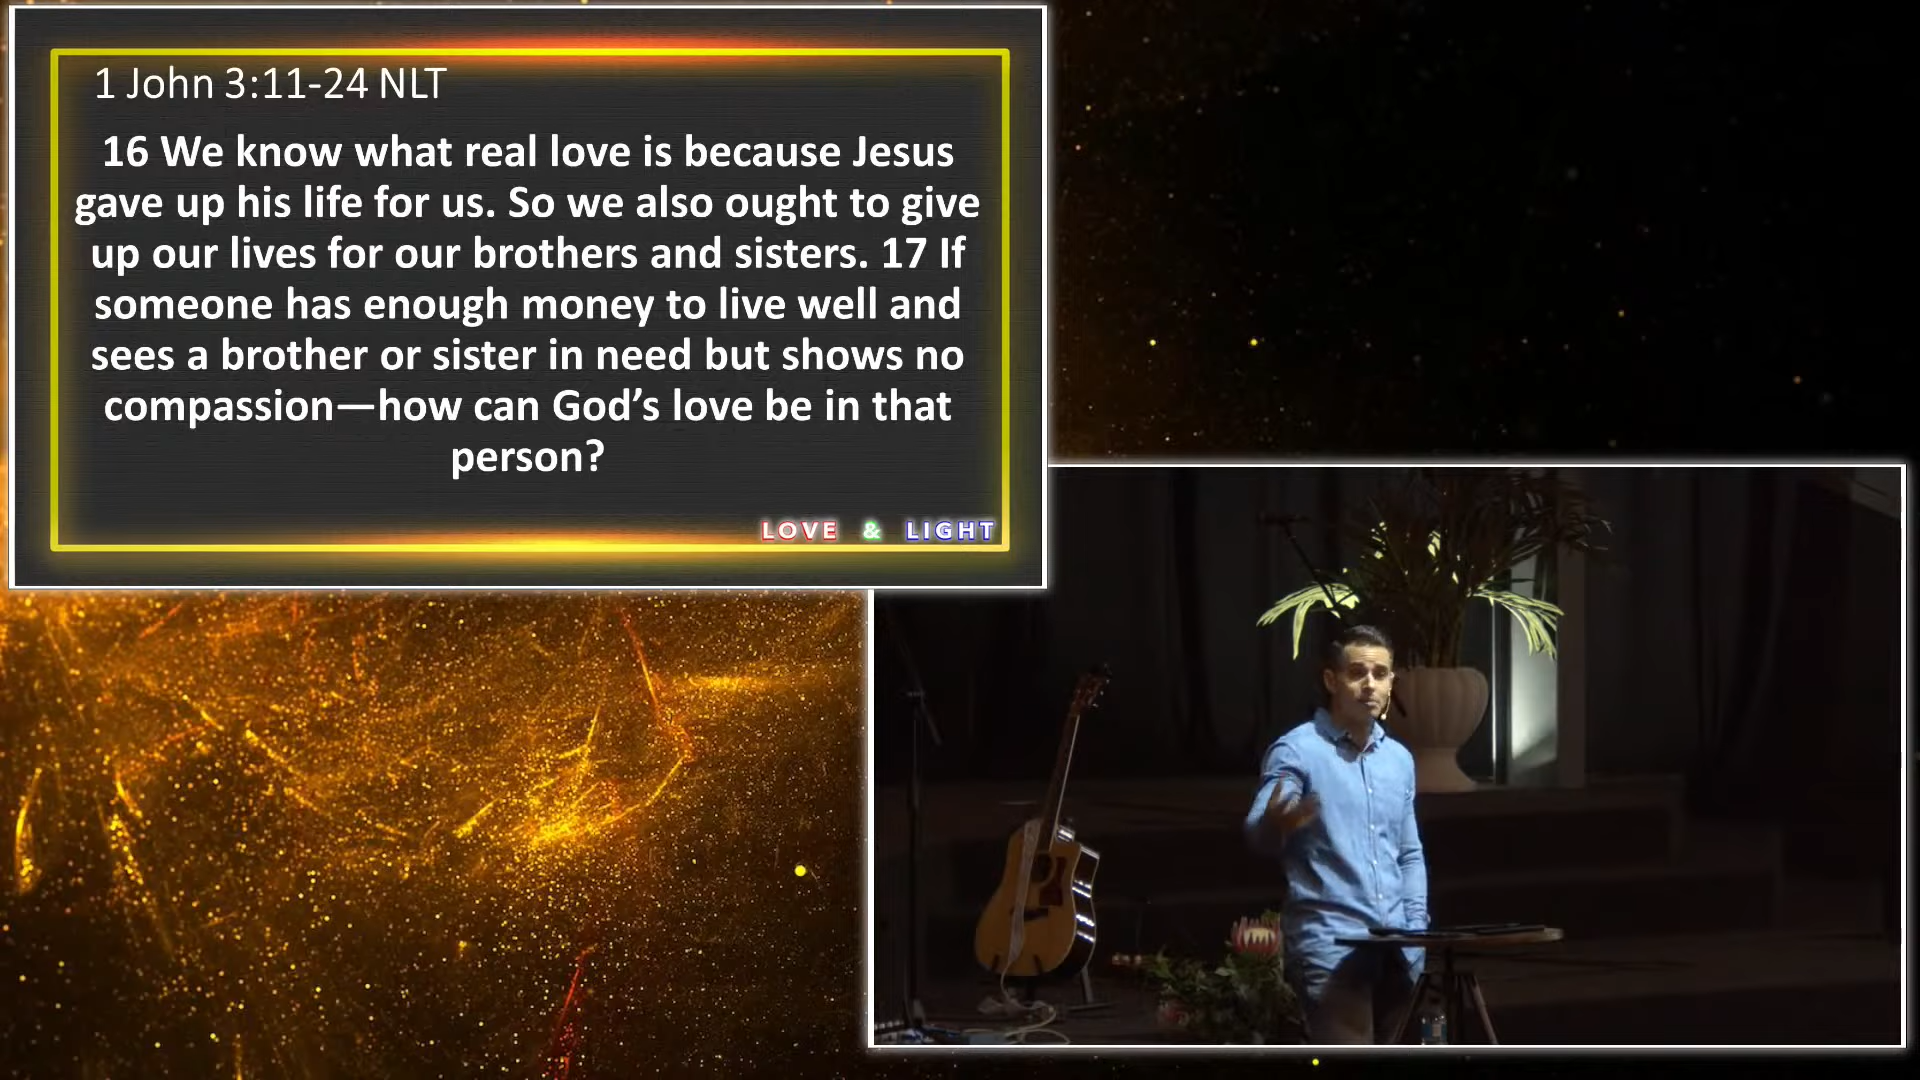 1 John 3:11-24 NLT
16 We know what real love is because Jesus
gave up his life for us. So we also ought to give
up our lives for our brothers and sisters. 17 If
someone has enough money to live well and
sees a brother or sister in need but shows no
compassion—how can God’s love be in that
person?
LOVE & LIGHT